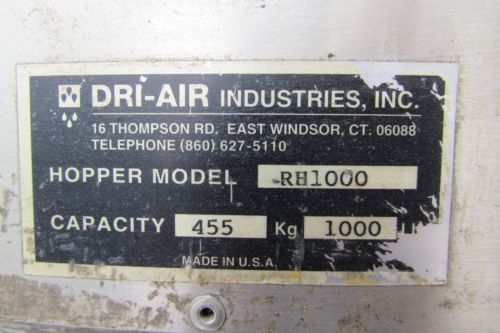 DRI-AIR INDUSTRIES, INC.
16 THOMPSON RD. EAST WINDSOR, CT. 06088
TELEPHONE (860) 627-5110
HOPPER MODEL RH1000
CAPACITY 455 Kg 1000
MADE IN U.S.A.